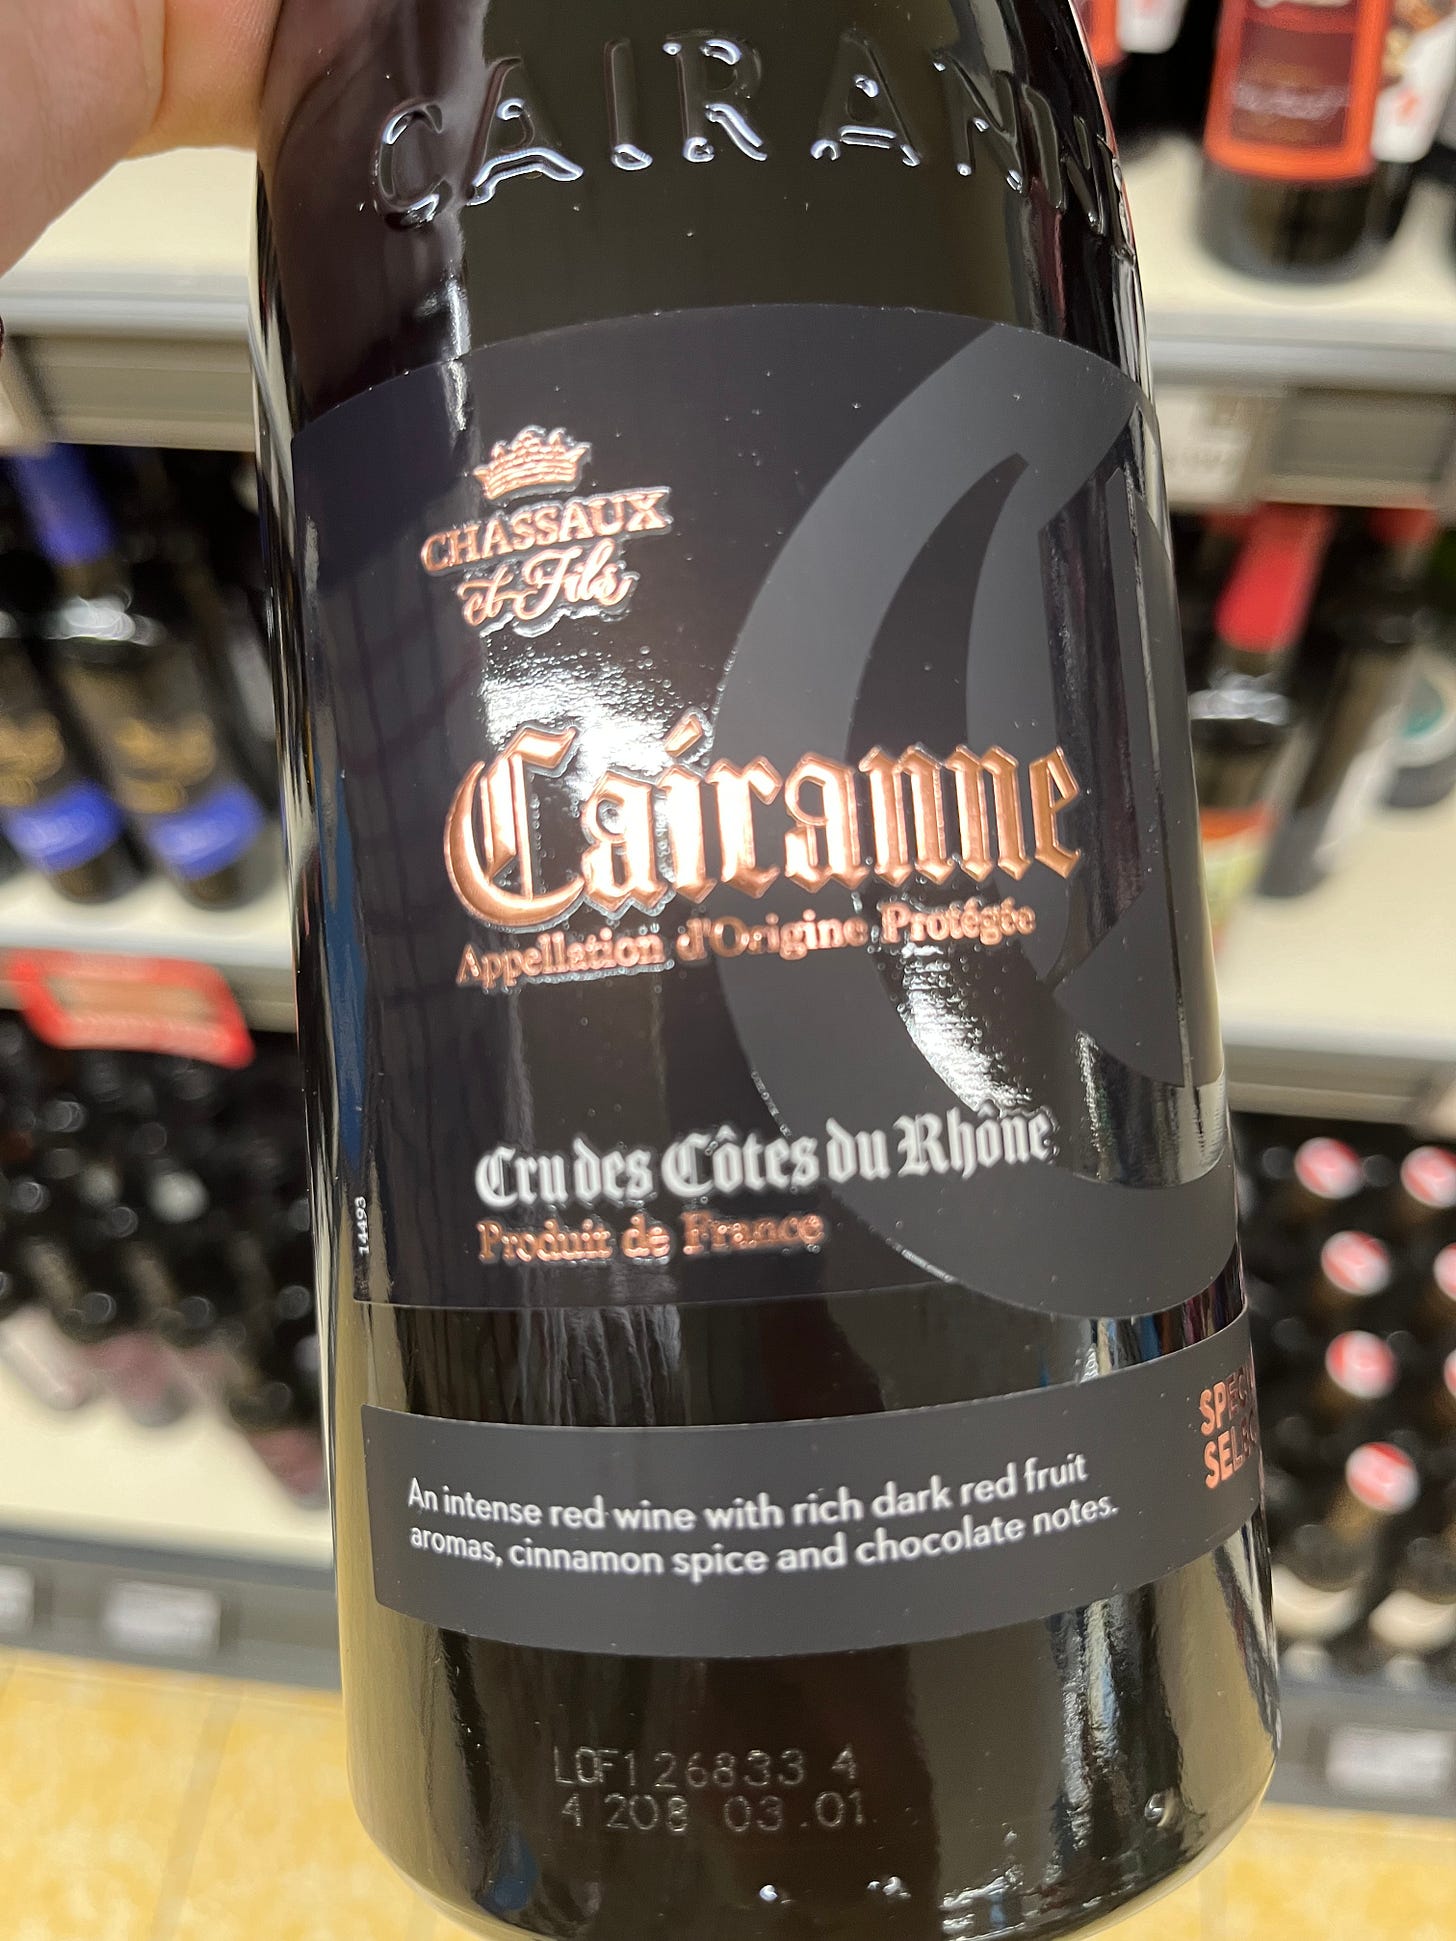 CAIRANN
CHASSAUX
et Fils
Cairanne
Appellation d'Origine Protégée
Cru des Côtes du Rhône
Produit de France
14493
An intense red wine with rich dark red fruit
aromas, cinnamon spice and chocolate notes.
LOF126833 4
4 208 03.01